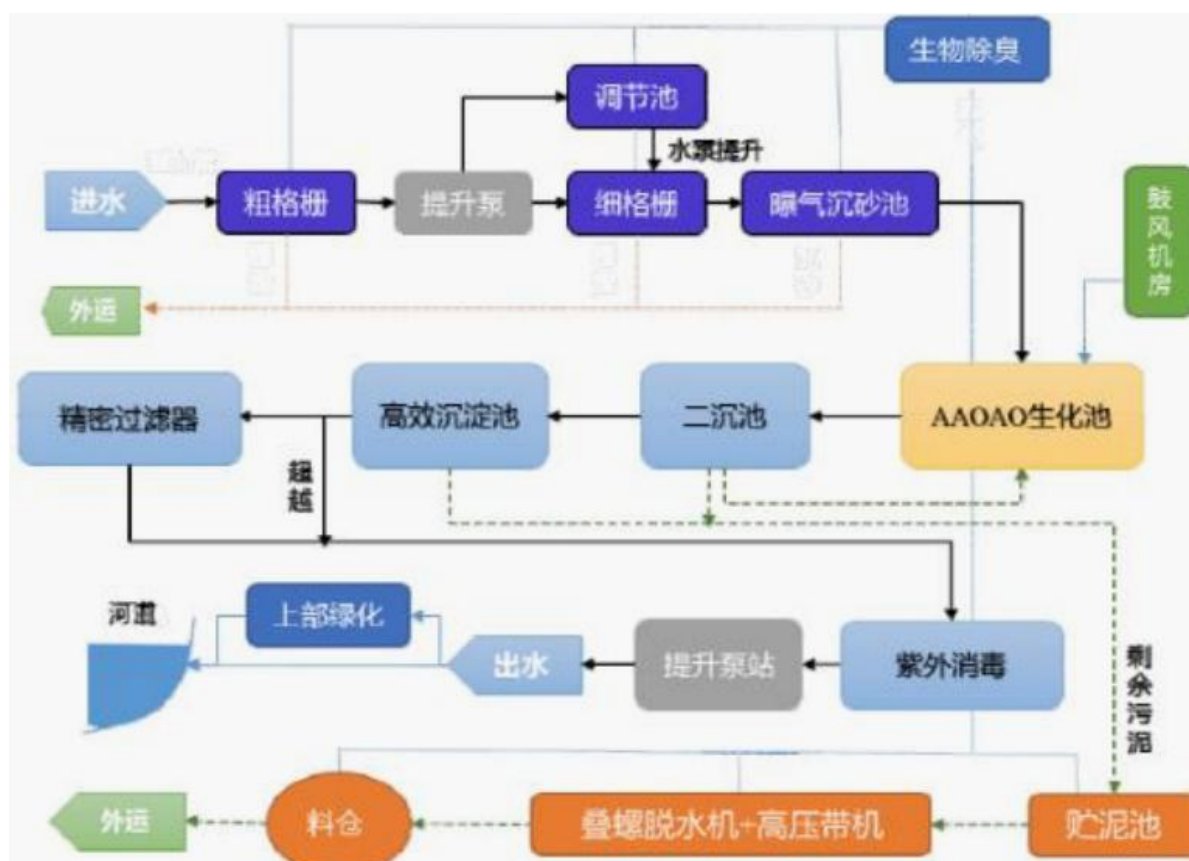 生物除臭
调节池
水泵提升
进水
粗格栅
提升泵
细格栅
曝气沉砂池
鼓风机房
外运
精密过滤器
高效沉淀池
二沉池
AAOAO生化池
超越
河道
上部绿化
出水
提升泵站
紫外消毒
剩余污泥
外运
料仓
叠螺脱水机+高压带机
贮泥池